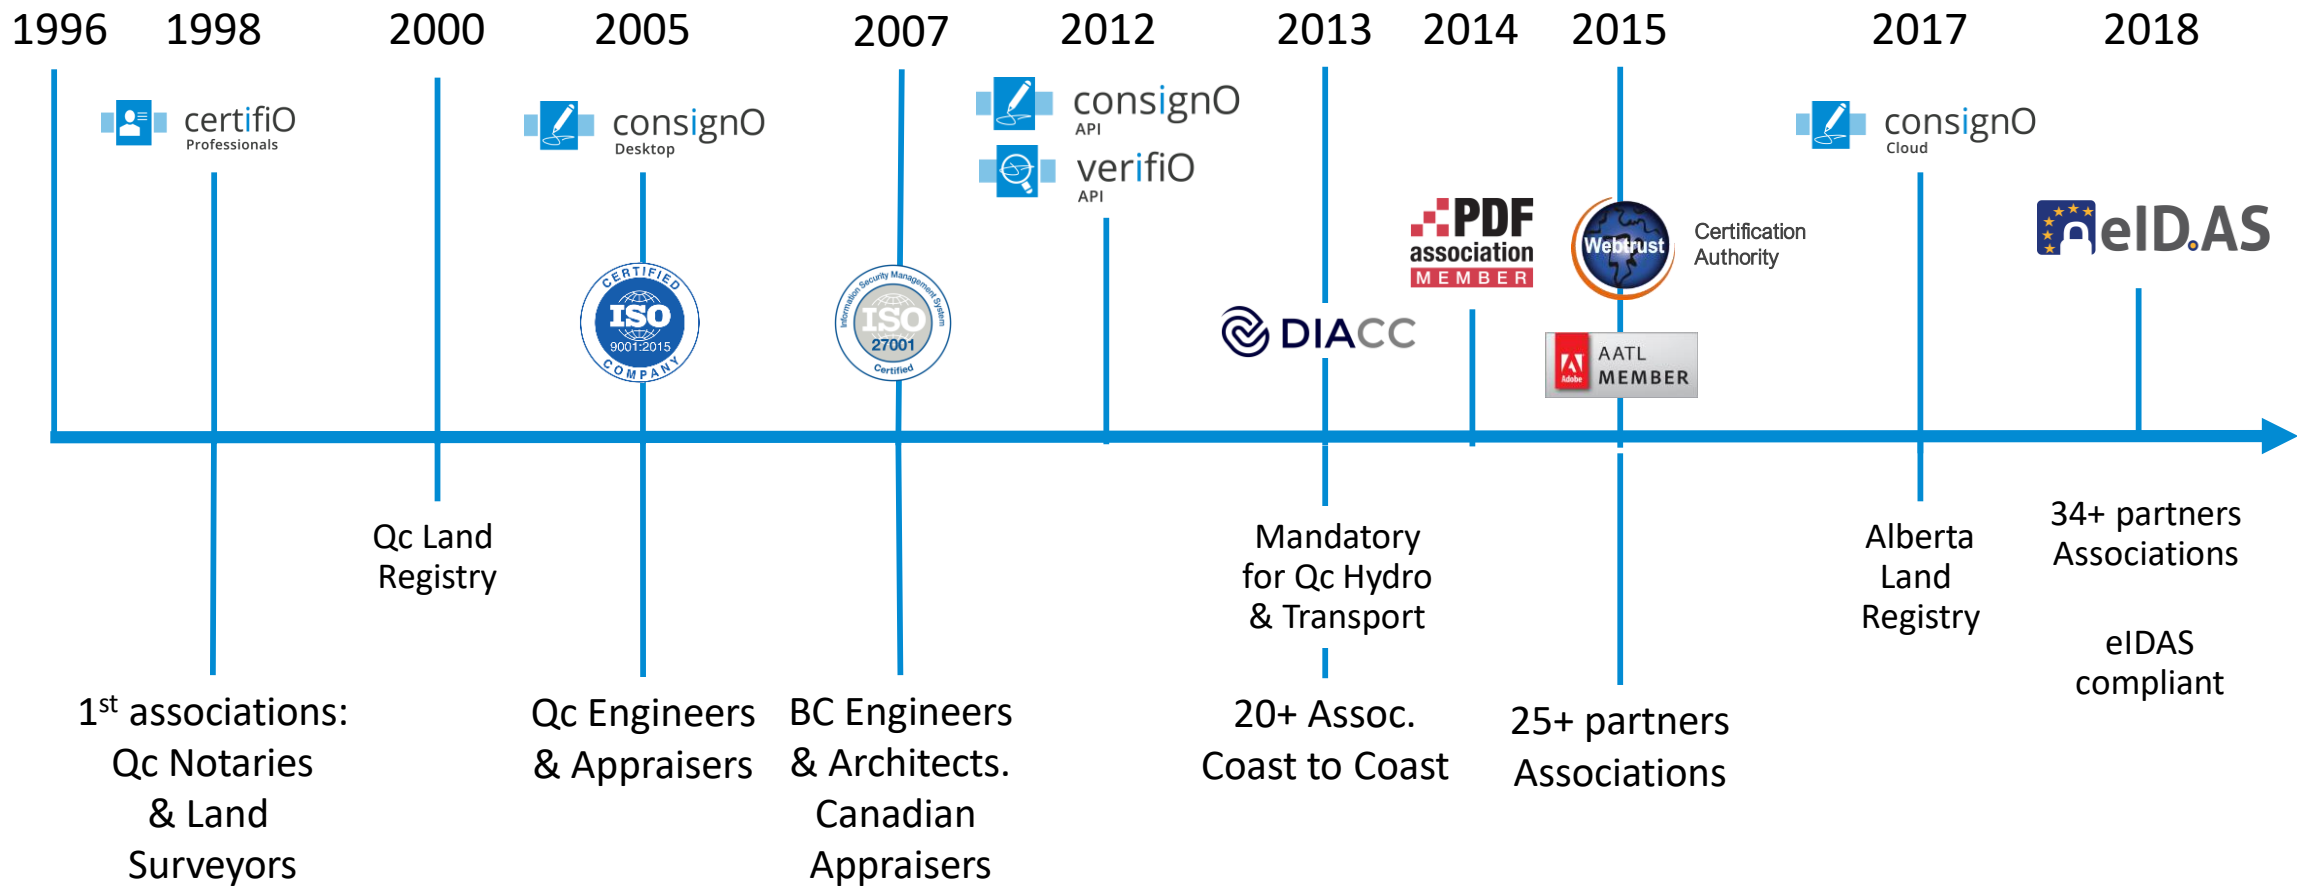 1996
1998
2000
2005
2007
2012
2013
2014
2015
2017
2018
certifiO
Professionals
consignO
Desktop
consignO
API
verifiO
API
consignO
Cloud
CERTIFIED
ISO
9001:2015
COMPANY
Information Security Management System
ISO
27001
Certified
DIACC
PDF
association
MEMBER
Webtrust
Certification
Authority
Adobe
AATL
MEMBER
eID.AS
Qc Land
Registry
Mandatory
for Qc Hydro
& Transport
Alberta
Land
Registry
34+ partners
Associations
eIDAS
compliant
1st associations:
Qc Notaries
& Land
Surveyors
Qc Engineers
& Appraisers
BC Engineers
& Architects.
Canadian
Appraisers
20+ Assoc.
Coast to Coast
25+ partners
Associations